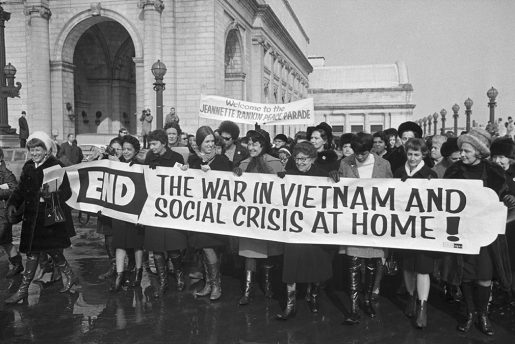 Welcome to the
JEANNETTE RANKIN PEACE PARADE
END THE WAR IN VIETNAM AND
SOCIAL CRISIS AT HOME!